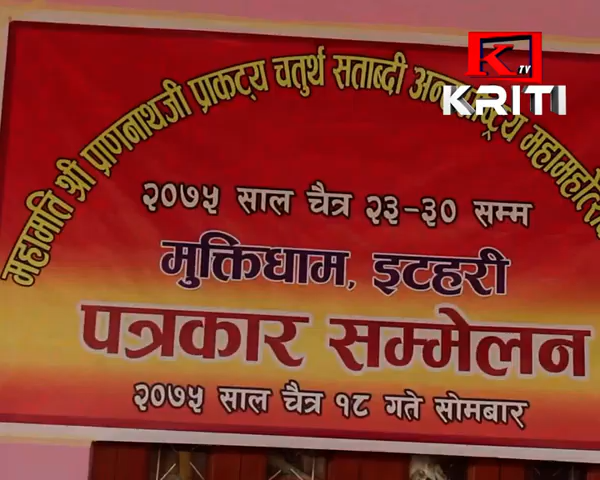 महामति श्री प्राणनाथजी प्राकट्य चतुर्थ सताब्दी
KTV
KRITI
२०७५ साल चैत्र २३-३० सम्म
मुक्तिधाम, इटहरी
पत्रकार सम्मेलन
२०७५ साल चैत्र १८ गते सोमबार